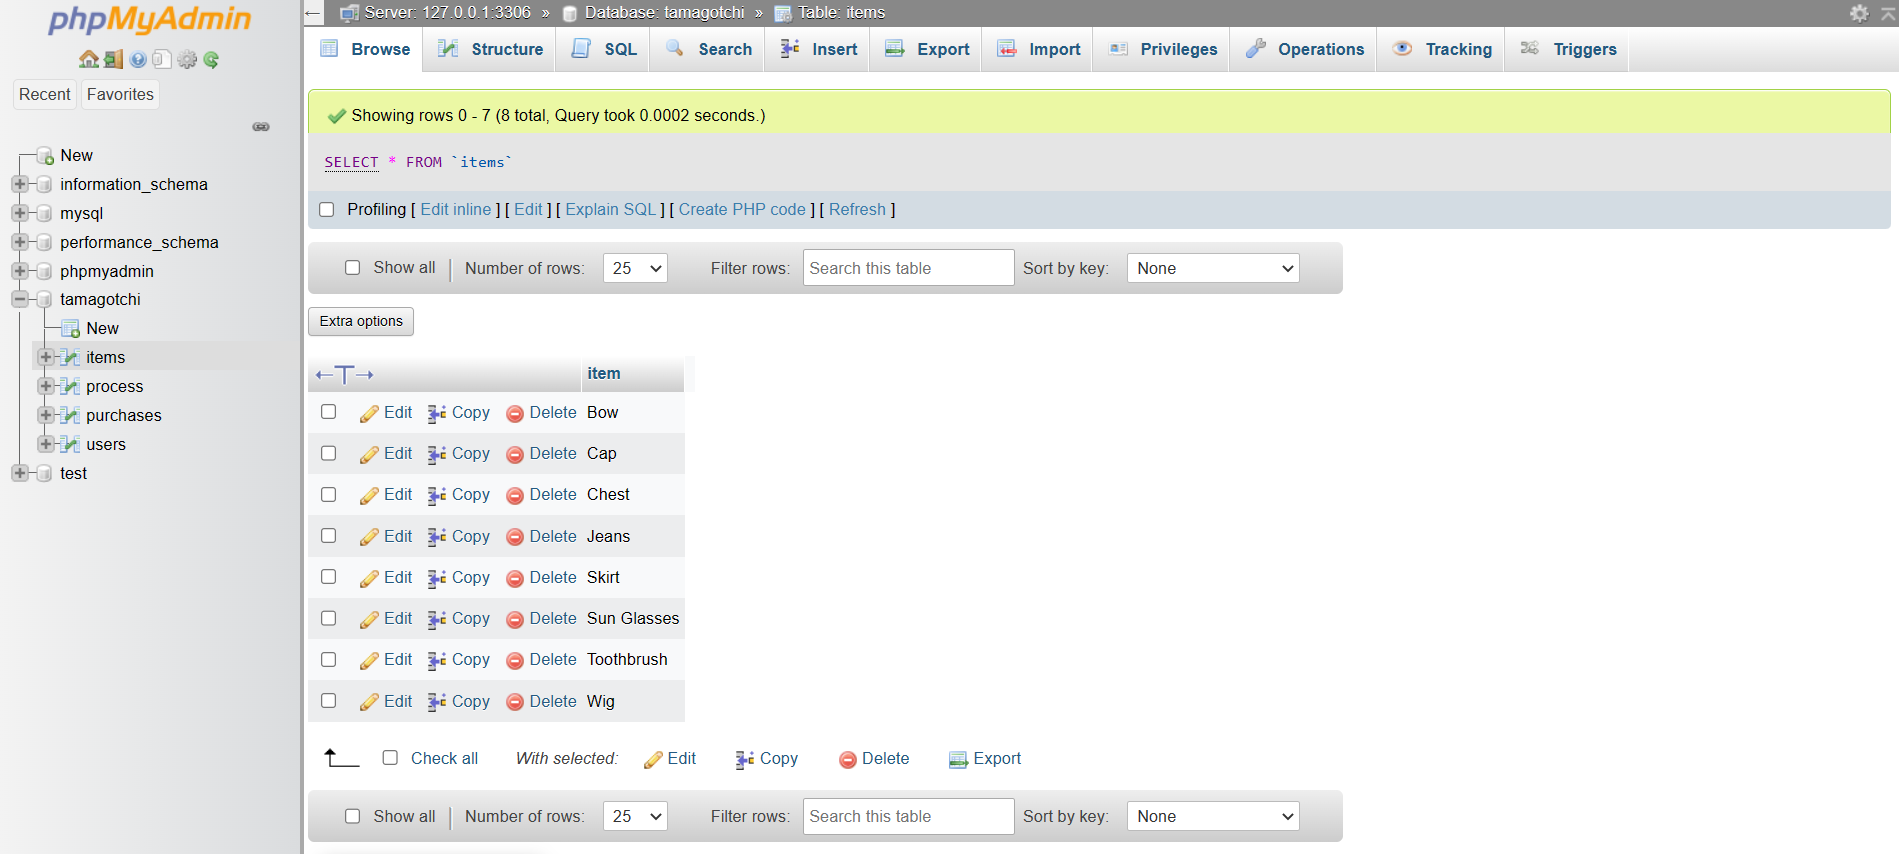 phpMyAdmin
Recent Favorites
New
information_schema
mysql
performance_schema
phpmyadmin
tamagotchi
New
items
process
purchases
users
test
← Server: 127.0.0.1:3306 » Database: tamagotchi » Table: items
Browse Structure SQL Search Insert Export Import Privileges Operations Tracking Triggers
Showing rows 0 - 7 (8 total, Query took 0.0002 seconds.)
SELECT * FROM `items`
Profiling [ Edit inline ] [ Edit ] [ Explain SQL ] [ Create PHP code ] [ Refresh ]
Show all | Number of rows: 25 Filter rows: Search this table Sort by key: None
Extra options
←T→ item
Edit Copy Delete Bow
Edit Copy Delete Cap
Edit Copy Delete Chest
Edit Copy Delete Jeans
Edit Copy Delete Skirt
Edit Copy Delete Sun Glasses
Edit Copy Delete Toothbrush
Edit Copy Delete Wig
Check all With selected: Edit Copy Delete Export
Show all | Number of rows: 25 Filter rows: Search this table Sort by key: None